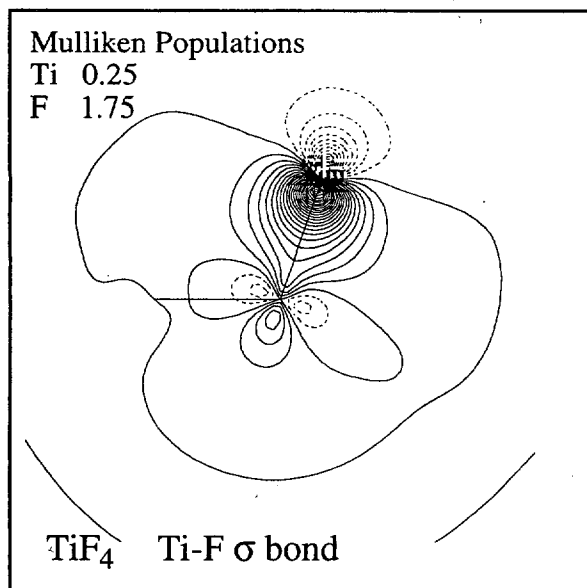 Mulliken Populations
Ti 0.25
F 1.75
TiF₄ Ti-F σ bond